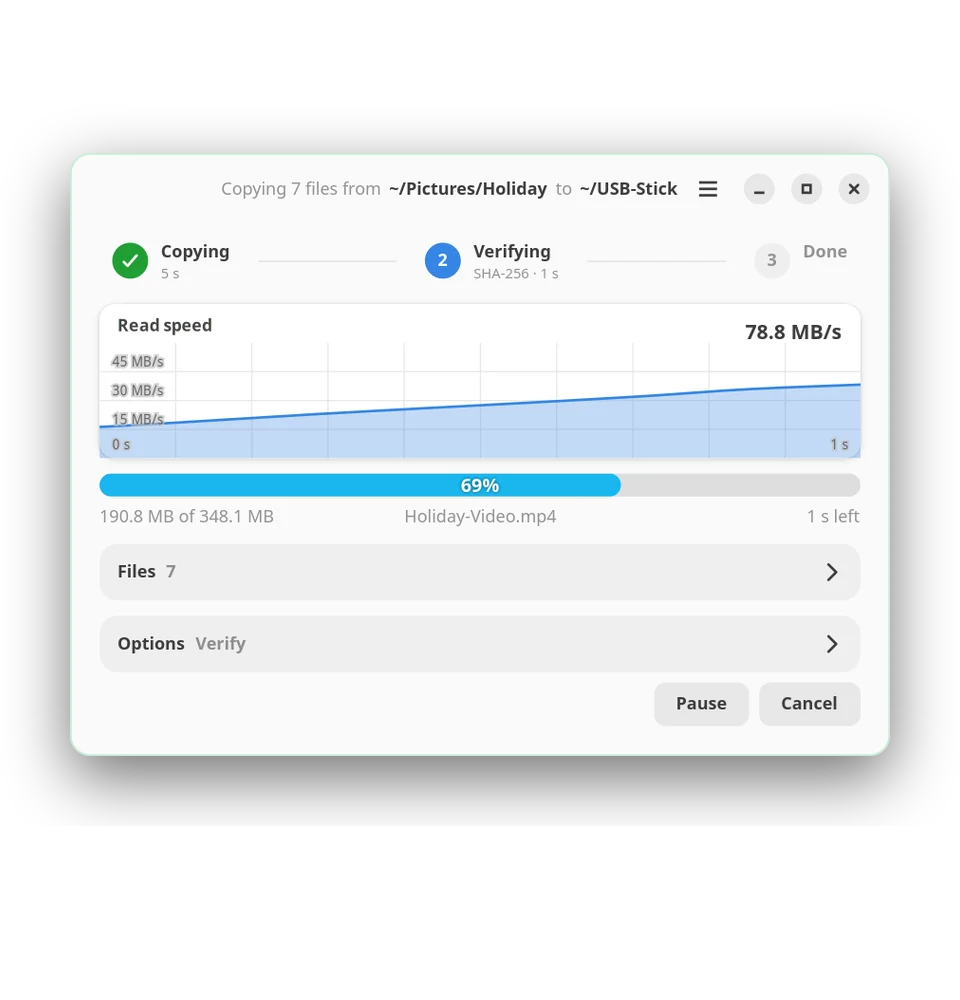 Copying 7 files from ~/Pictures/Holiday to ~/USB-Stick
Copying
5 s
2
Verifying
SHA-256 · 1 s
3
Done
Read speed
78.8 MB/s
45 MB/s
30 MB/s
15 MB/s
0 s
1 s
69%
190.8 MB of 348.1 MB
Holiday-Video.mp4
1 s left
Files 7
Options Verify
Pause
Cancel